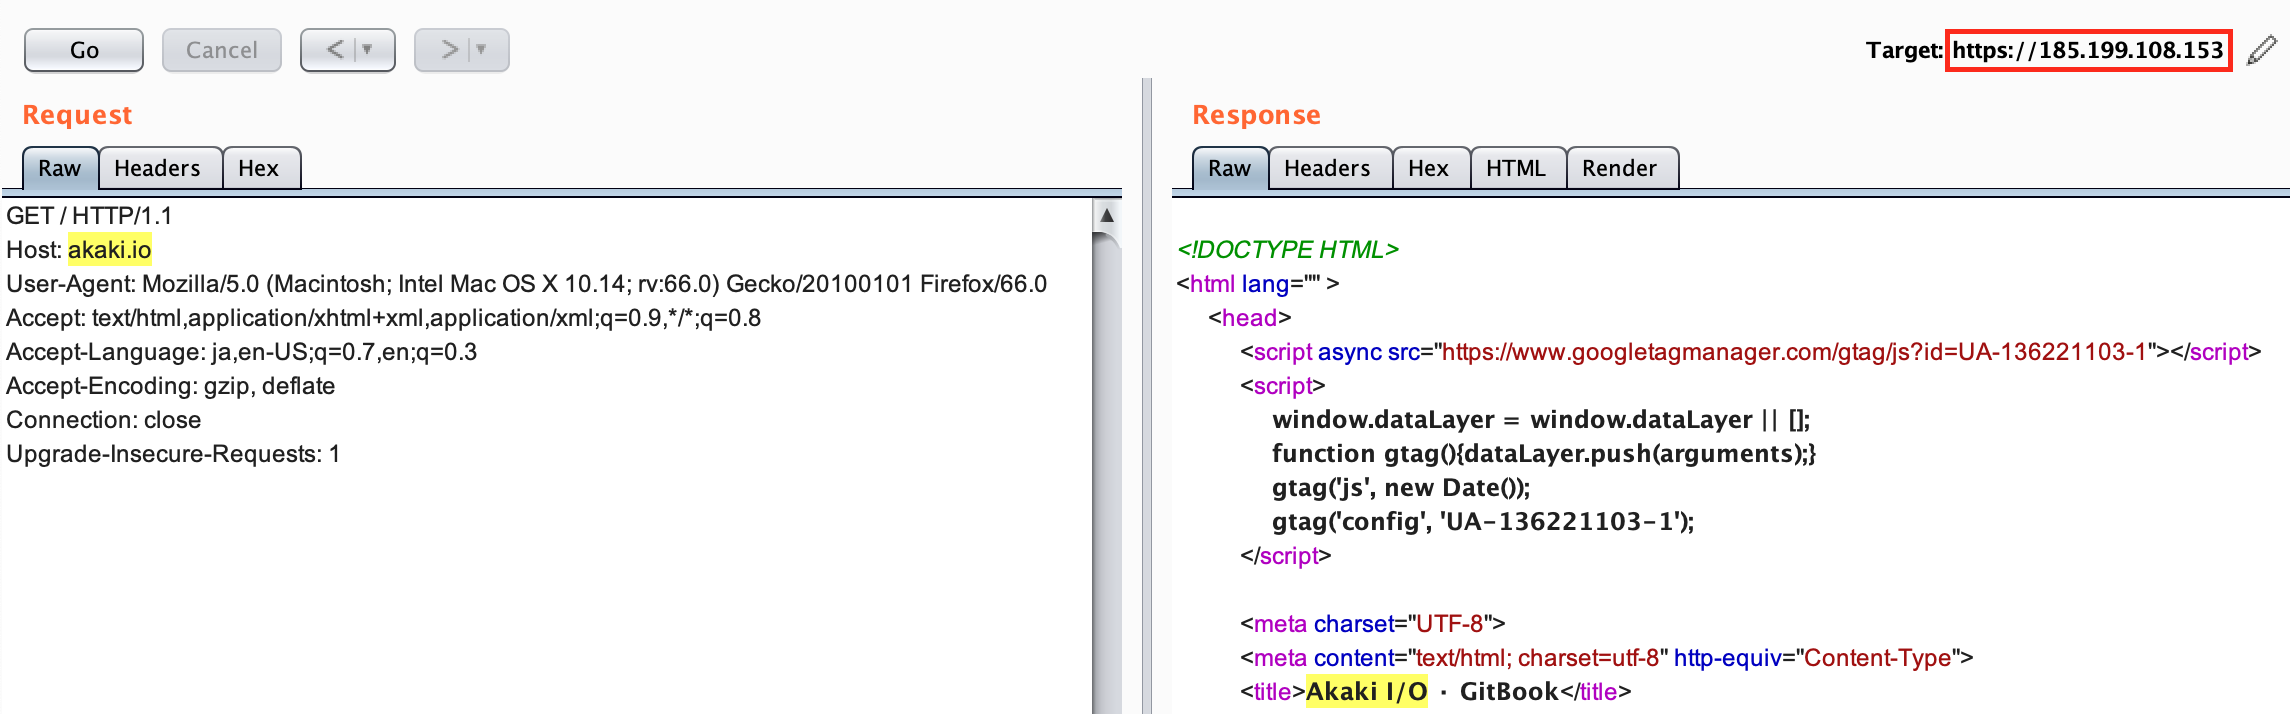 Go Cancel < > Target: https://185.199.108.153
Request
Raw Headers Hex
GET / HTTP/1.1
Host: akaki.io
User-Agent: Mozilla/5.0 (Macintosh; Intel Mac OS X 10.14; rv:66.0) Gecko/20100101 Firefox/66.0
Accept: text/html,application/xhtml+xml,application/xml;q=0.9,*/*;q=0.8
Accept-Language: ja,en-US;q=0.7,en;q=0.3
Accept-Encoding: gzip, deflate
Connection: close
Upgrade-Insecure-Requests: 1
Response
Raw Headers Hex HTML Render
<!DOCTYPE HTML>
<html lang="" >
<head>
<script async src="https://www.googletagmanager.com/gtag/js?id=UA-136221103-1"></script>
<script>
window.dataLayer = window.dataLayer || [];
function gtag(){dataLayer.push(arguments);}
gtag('js', new Date());
gtag('config', 'UA-136221103-1');
</script>
<meta charset="UTF-8">
<meta content="text/html; charset=utf-8" http-equiv="Content-Type">
<title>Akaki I/O · GitBook</title>